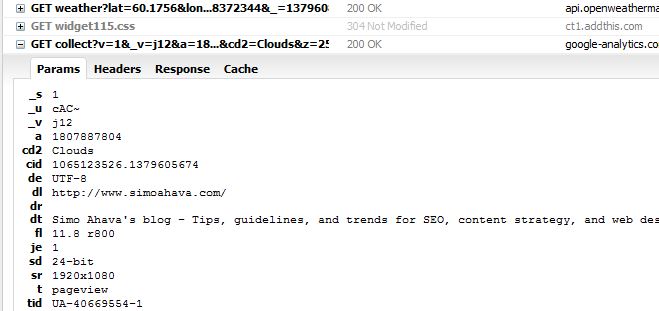 GET weather?lat=60.1756&lon...8372344&_=137960 200 OK api.openweatherma
GET widget115.css 304 Not Modified ct1.addthis.com
GET collect?v=1&_v=j12&a=18...&cd2=Clouds&z=25 200 OK google-analytics.co
Params Headers Response Cache
_s 1
_u cAC~
_v j12
a 1807887804
cd2 Clouds
cid 1065123526.1379605674
de UTF-8
dl http://www.simoahava.com/
dr
dt Simo Ahava's blog - Tips, guidelines, and trends for SEO, content strategy, and web des
fl 11.8 r800
je 1
sd 24-bit
sr 1920x1080
t pageview
tid UA-40669554-1